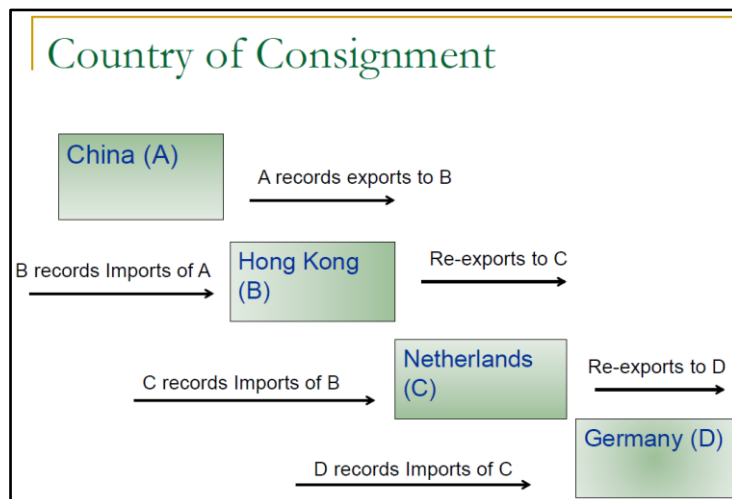 Country of Consignment
China (A)
A records exports to B
B records Imports of A
Hong Kong
(B)
Re-exports to C
C records Imports of B
Netherlands
(C)
Re-exports to D
Germany (D)
D records Imports of C